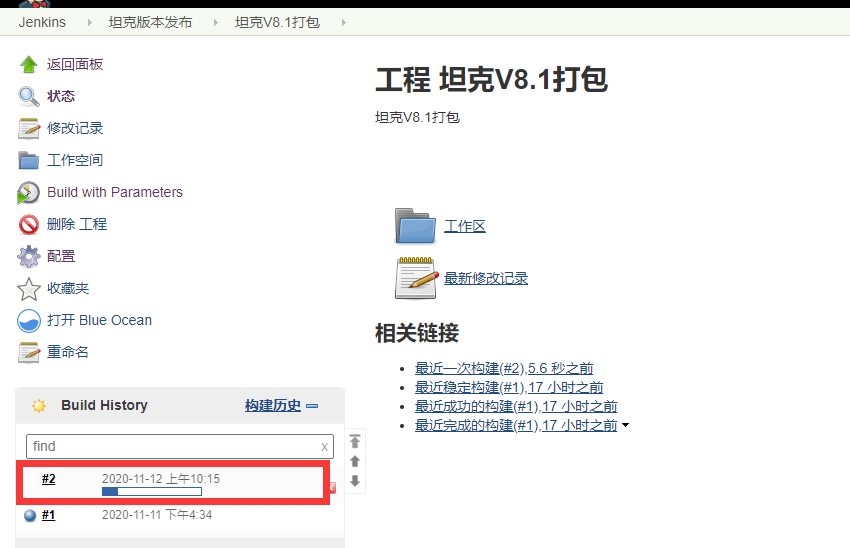 Jenkins 坦克版本发布 坦克V8.1打包
返回面板
状态
修改记录
工作空间
Build with Parameters
删除 工程
配置
收藏夹
打开 Blue Ocean
重命名
Build History 构建历史
find x
#2 2020-11-12 上午10:15
#1 2020-11-11 下午4:34
工程 坦克V8.1打包
坦克V8.1打包
工作区
最新修改记录
相关链接
最近一次构建(#2),5.6 秒之前
最近稳定构建(#1),17 小时之前
最近成功的构建(#1),17 小时之前
最近完成的构建(#1),17 小时之前